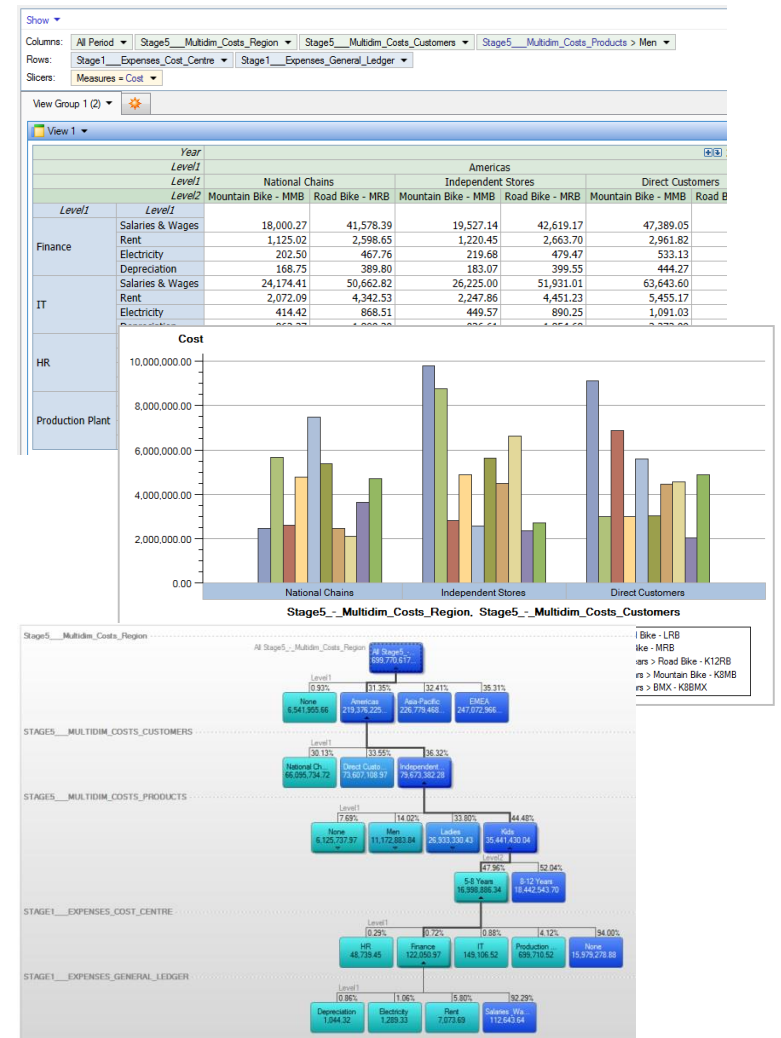 Show
Columns: All Period Stage5___Multidim_Costs_Region Stage5___Multidim_Costs_Customers Stage5___Multidim_Costs_Products > Men
Rows: Stage1___Expenses_Cost_Centre Stage1___Expenses_General_Ledger
Slicers: Measures = Cost
View Group 1 (2)
View 1
Year
Level1 Americas
Level1 National Chains Independent Stores Direct Customers
Level2 Mountain Bike - MMB Road Bike - MRB Mountain Bike - MMB Road Bike - MRB Mountain Bike - MMB Road B
Level1 Level1
Finance
Salaries & Wages 18,000.27 41,578.39 19,527.14 42,619.17 47,389.05
Rent 1,125.02 2,598.65 1,220.45 2,663.70 2,961.82
Electricity 202.50 467.76 219.68 479.47 533.13
Depreciation 168.75 389.80 183.07 399.55 444.27
IT
Salaries & Wages 24,174.41 50,662.82 26,225.00 51,931.01 63,643.60
Rent 2,072.09 4,342.53 2,247.86 4,451.23 5,455.17
Electricity 414.42 868.51 449.57 890.25 1,091.03
HR
Production Plant
Cost
10,000,000.00
8,000,000.00
6,000,000.00
4,000,000.00
2,000,000.00
0.00
National Chains Independent Stores Direct Customers
Stage5_-_Multidim_Costs_Region, Stage5_-_Multidim_Costs_Customers
Bike - LRB
ike - MRB
ars > Road Bike - K12RB
rs > Mountain Bike - K8MB
rs > BMX - K8BMX
Stage5___Multidim_Costs_Region
All Stage5_-_Multidim_Costs_Region
All Stage5_-...
699,770,617...
Level1
0.93% 31.35% 32.41% 35.31%
None Americas Asia-Pacific EMEA
6,541,955.66 219,376,225... 226,779,468... 247,072,966...
STAGE5___MULTIDIM_COSTS_CUSTOMERS
Level1
30.13% 33.55% 36.32%
National Ch... Direct Custo... Independent...
66,095,734.72 73,607,108.97 79,673,382.28
STAGE5___MULTIDIM_COSTS_PRODUCTS
Level1
7.69% 14.02% 33.80% 44.48%
None Men Ladies Kids
6,125,737.97 11,172,883.84 26,933,330.43 35,441,430.04
Level2
47.96% 52.04%
5-8 Years 8-12 Years
16,998,886.34 18,442,543.70
STAGE1___EXPENSES_COST_CENTRE
Level1
0.29% 0.72% 0.88% 4.12% 94.00%
HR Finance IT Production ... None
48,739.45 122,050.97 149,106.52 699,710.52 15,979,278.88
STAGE1___EXPENSES_GENERAL_LEDGER
Level1
0.86% 1.06% 5.80% 92.29%
Depreciation Electricity Rent Salaries _Wa...
1,044.32 1,289.33 7,073.69 112,643.64